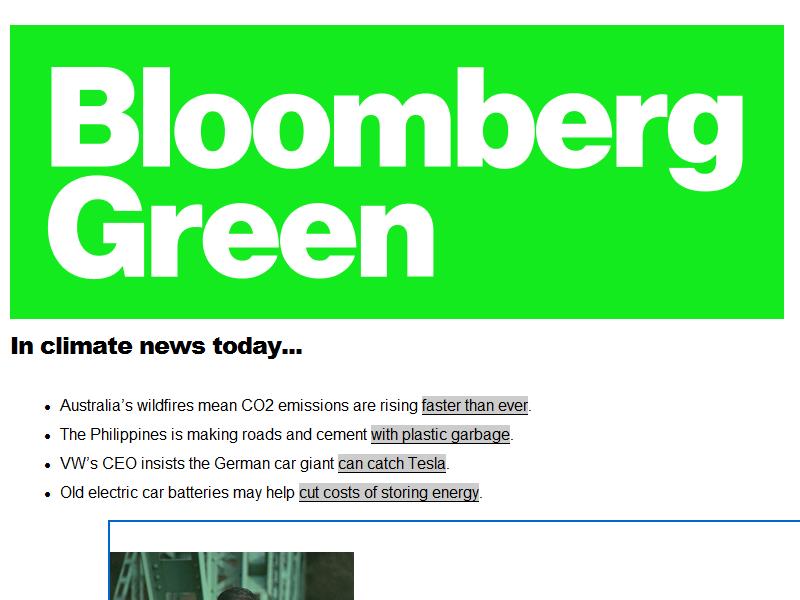 Bloomberg
Green
In climate news today...
• Australia’s wildfires mean CO2 emissions are rising faster than ever.
• The Philippines is making roads and cement with plastic garbage.
• VW’s CEO insists the German car giant can catch Tesla.
• Old electric car batteries may help cut costs of storing energy.